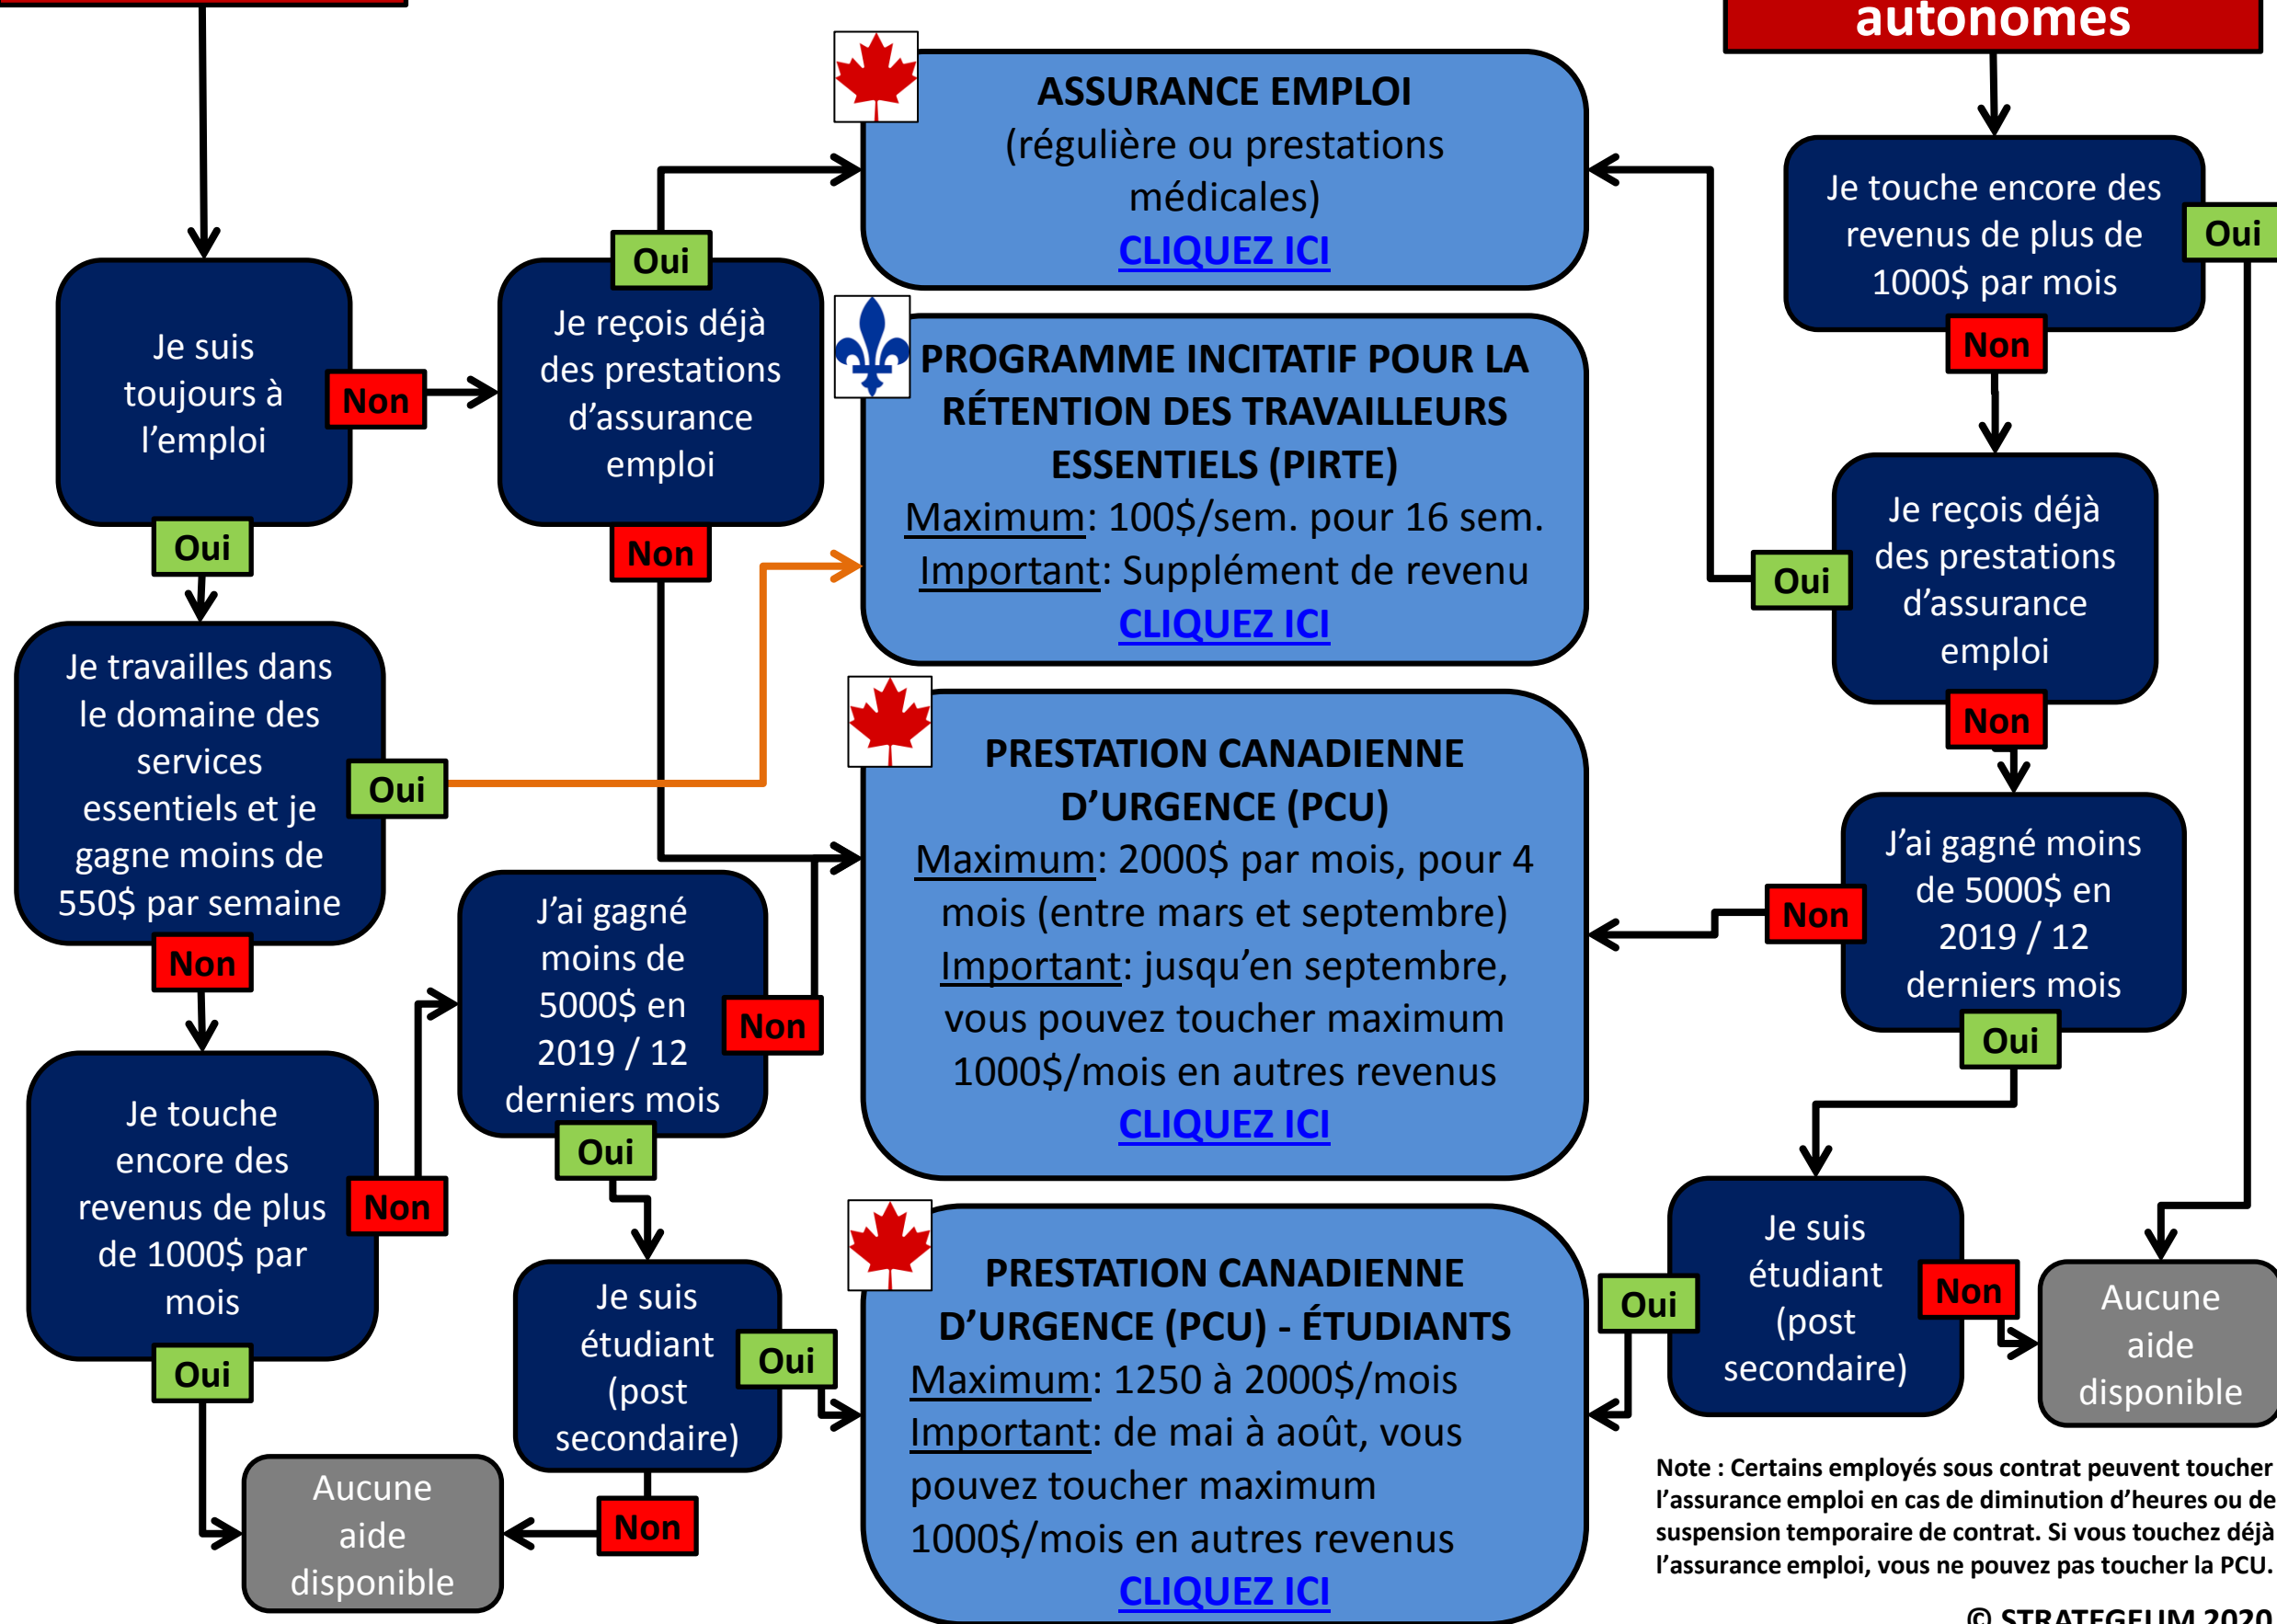 autonomes
ASSURANCE EMPLOI
(régulière ou prestations
médicales)
CLIQUEZ ICI
PROGRAMME INCITATIF POUR LA
RÉTENTION DES TRAVAILLEURS
ESSENTIELS (PIRTE)
Maximum: 100$/sem. pour 16 sem.
Important: Supplément de revenu
CLIQUEZ ICI
PRESTATION CANADIENNE
D’URGENCE (PCU)
Maximum: 2000$ par mois, pour 4
mois (entre mars et septembre)
Important: jusqu’en septembre,
vous pouvez toucher maximum
1000$/mois en autres revenus
CLIQUEZ ICI
PRESTATION CANADIENNE
D’URGENCE (PCU) - ÉTUDIANTS
Maximum: 1250 à 2000$/mois
Important: de mai à août, vous
pouvez toucher maximum
1000$/mois en autres revenus
CLIQUEZ ICI
Je suis
toujours à
l’emploi
Non
Oui
Je reçois déjà
des prestations
d’assurance
emploi
Oui
Non
Je travailles dans
le domaine des
services
essentiels et je
gagne moins de
550$ par semaine
Oui
Non
Je touche
encore des
revenus de plus
de 1000$ par
mois
Non
Oui
J’ai gagné
moins de
5000$ en
2019 / 12
derniers mois
Non
Oui
Je suis
étudiant
(post
secondaire)
Oui
Non
Aucune
aide
disponible
Je touche encore des
revenus de plus de
1000$ par mois
Oui
Non
Je reçois déjà
des prestations
d’assurance
emploi
Oui
Non
J’ai gagné moins
de 5000$ en
2019 / 12
derniers mois
Non
Oui
Je suis
étudiant
(post
secondaire)
Oui
Non
Aucune
aide
disponible
Note : Certains employés sous contrat peuvent toucher
l’assurance emploi en cas de diminution d’heures ou de
suspension temporaire de contrat. Si vous touchez déjà
l’assurance emploi, vous ne pouvez pas toucher la PCU.
© STRATEGEUM 2020